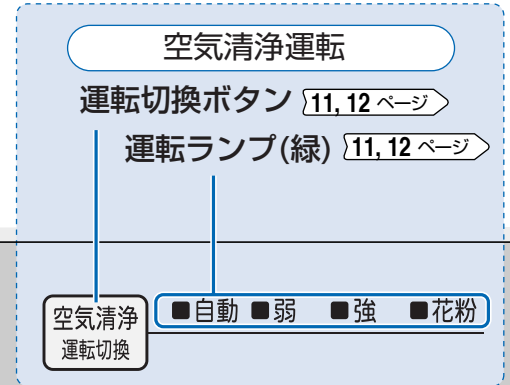 空気清浄運転
運転切換ボタン 11, 12 ページ
運転ランプ(緑) 11, 12 ページ
空気清浄
運転切換
■自動 ■弱 ■強 ■花粉